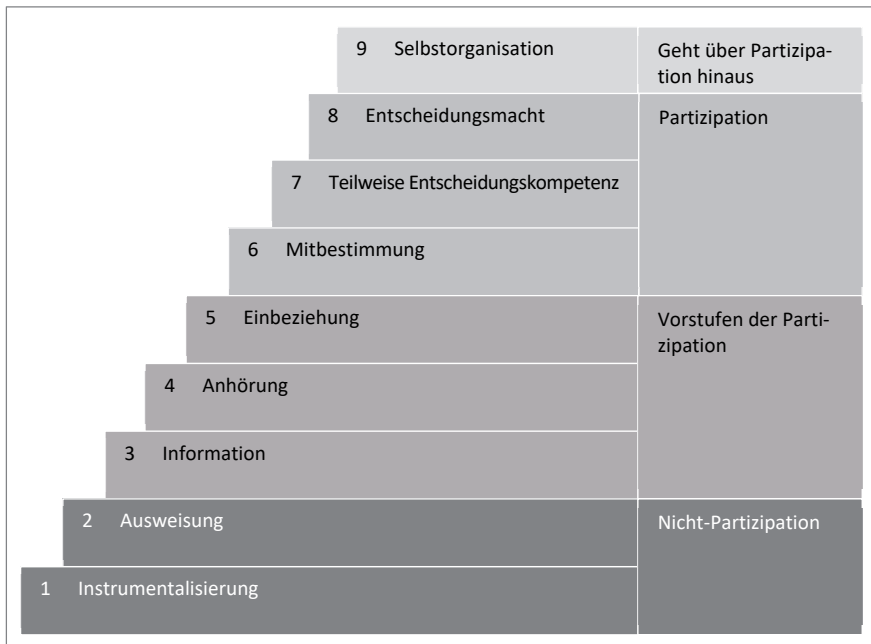 9 Selbstorganisation
Geht über Partizipa-
tion hinaus
8 Entscheidungsmacht
Partizipation
7 Teilweise Entscheidungskompetenz
6 Mitbestimmung
5 Einbeziehung
Vorstufen der Parti-
zipation
4 Anhörung
3 Information
2 Ausweisung
Nicht-Partizipation
1 Instrumentalisierung